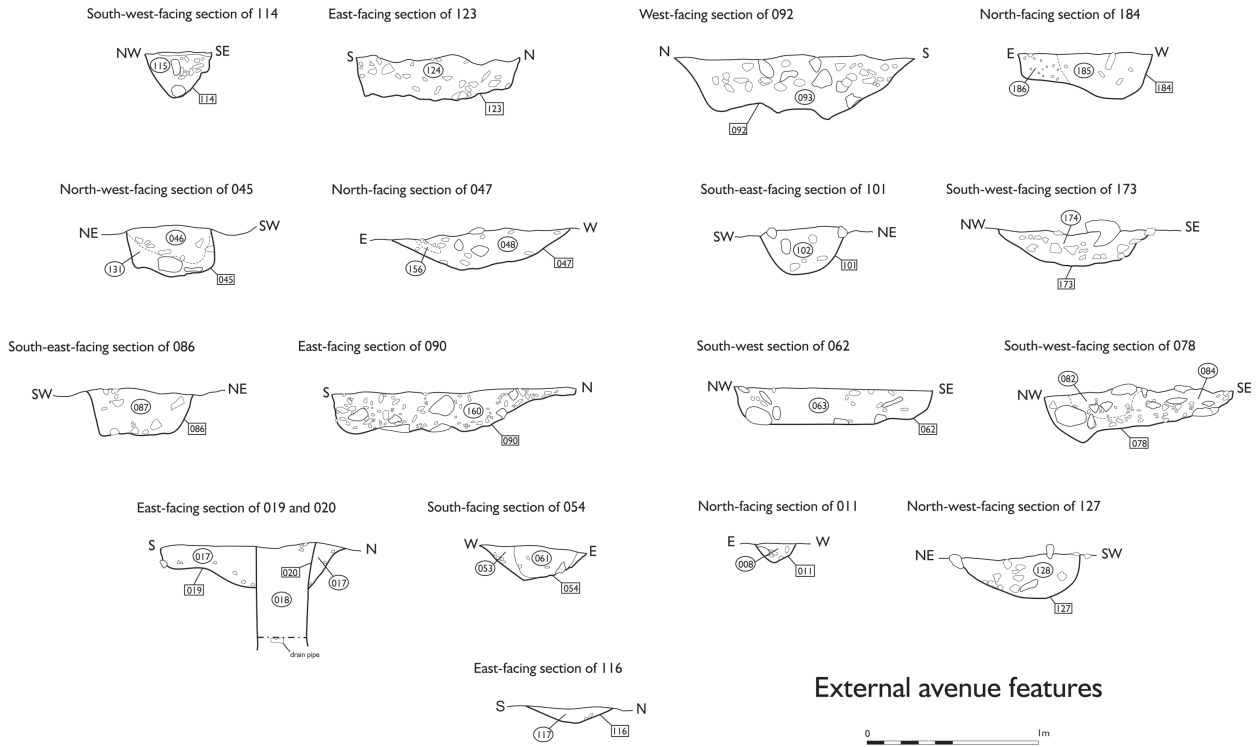 South-west-facing section of 114
NW SE
115
114
East-facing section of 123
S N
124
123
West-facing section of 092
N S
093
092
North-facing section of 184
E W
185
186
184
North-west-facing section of 045
NE SW
046
131
045
North-facing section of 047
E W
048
156
047
South-east-facing section of 101
SW NE
102
101
South-west-facing section of 173
NW SE
174
173
South-east-facing section of 086
SW NE
087
086
East-facing section of 090
S N
160
090
South-west section of 062
NW SE
063
062
South-west-facing section of 078
082 084
NW SE
078
East-facing section of 019 and 020
S N
017
020
019 017
018
drain pipe
South-facing section of 054
W E
061
053
054
North-facing section of 011
E W
008 011
North-west-facing section of 127
NE SW
128
127
East-facing section of 116
S N
117 116
External avenue features
0 1m